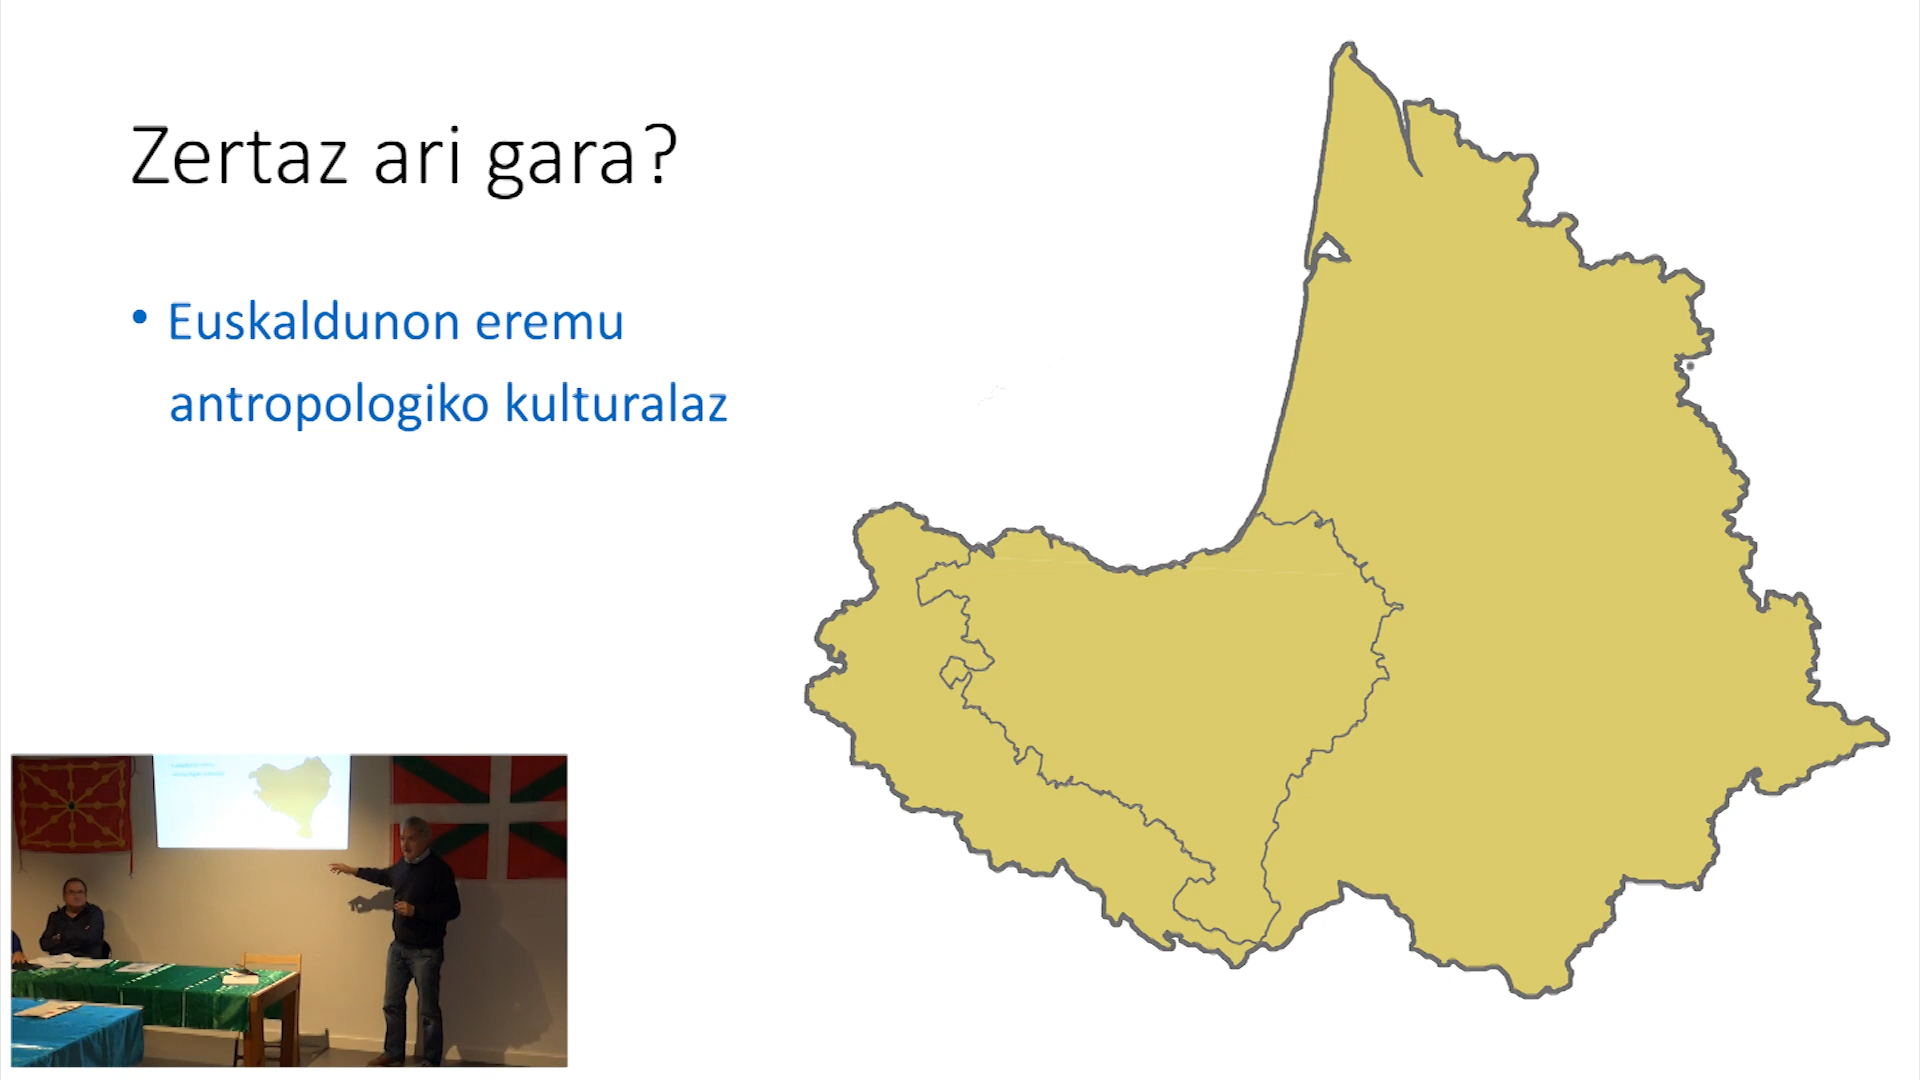 Zertaz ari gara?
• Euskaldunon eremu
antropologiko kulturalaz